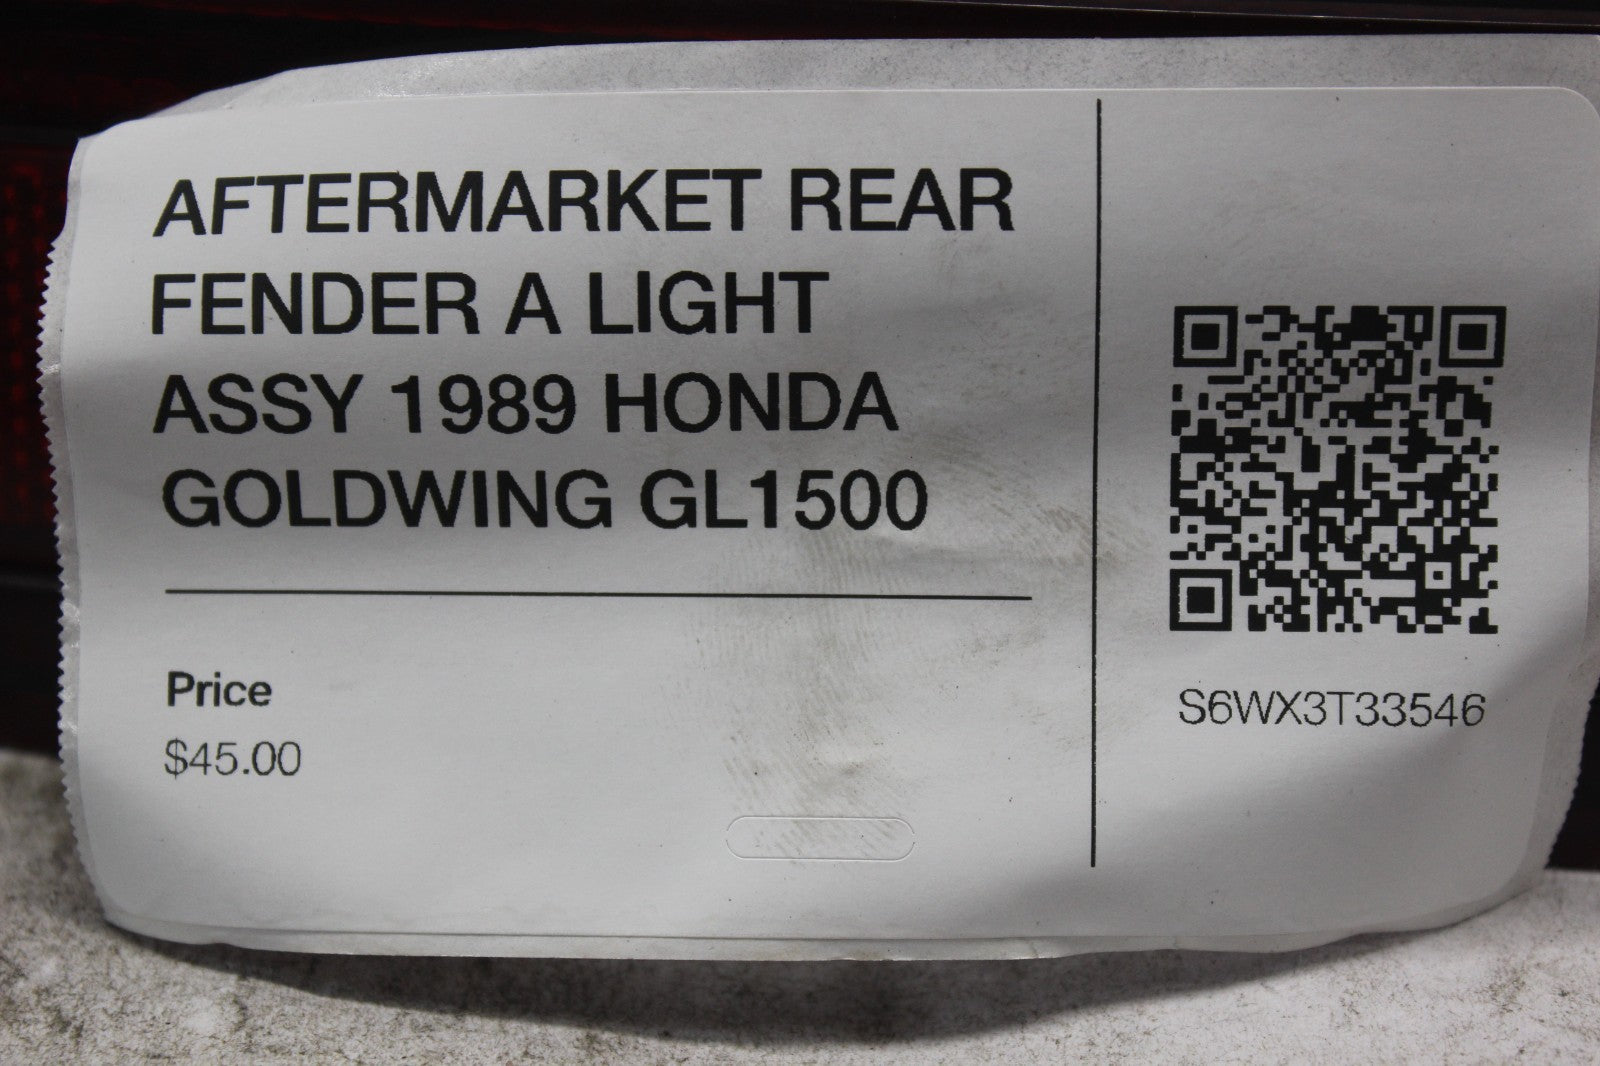 AFTERMARKET REAR
FENDER A LIGHT
ASSY 1989 HONDA
GOLDWING GL1500
Price
$45.00
S6WX3T33546